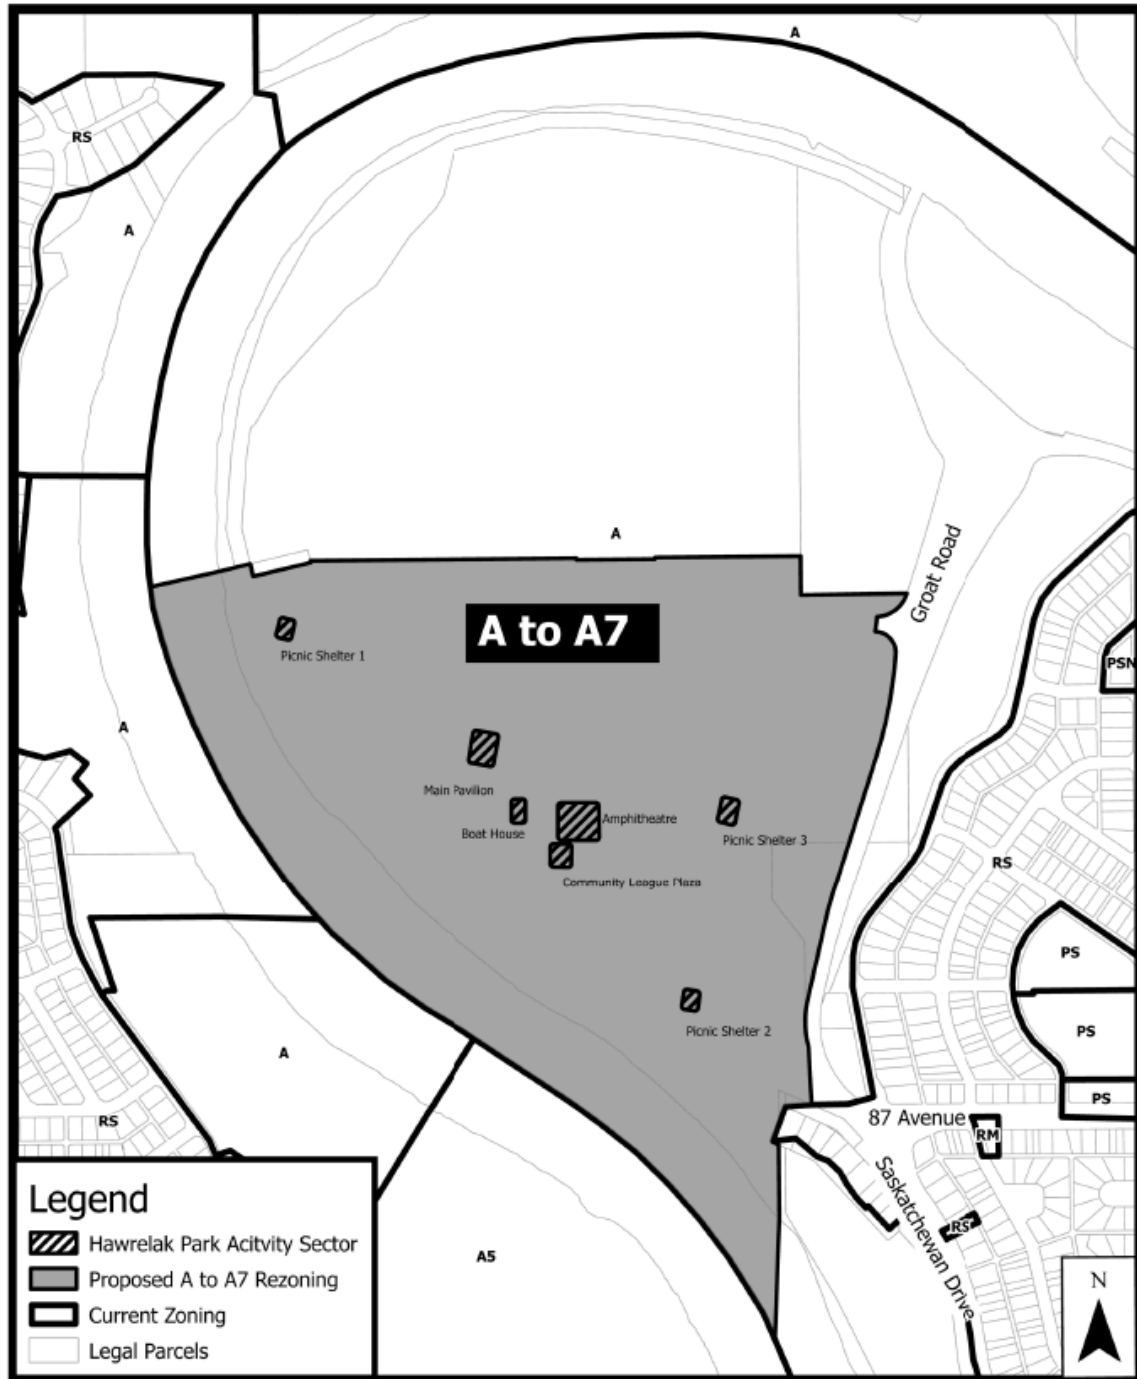 A
RS
A
A
Groat Road
A to A7
Picnic Shelter 1
PSN
A
Main Pavilion
Amphitheatre
Boat House
Picnic Shelter 3
RS
Community League Plaza
PS
Picnic Shelter 2
PS
A
PS
87 Avenue
RS
RM
Saskatchewan Drive
RS
A5
Legend
Hawrelak Park Acitvity Sector
Proposed A to A7 Rezoning
Current Zoning
Legal Parcels
N